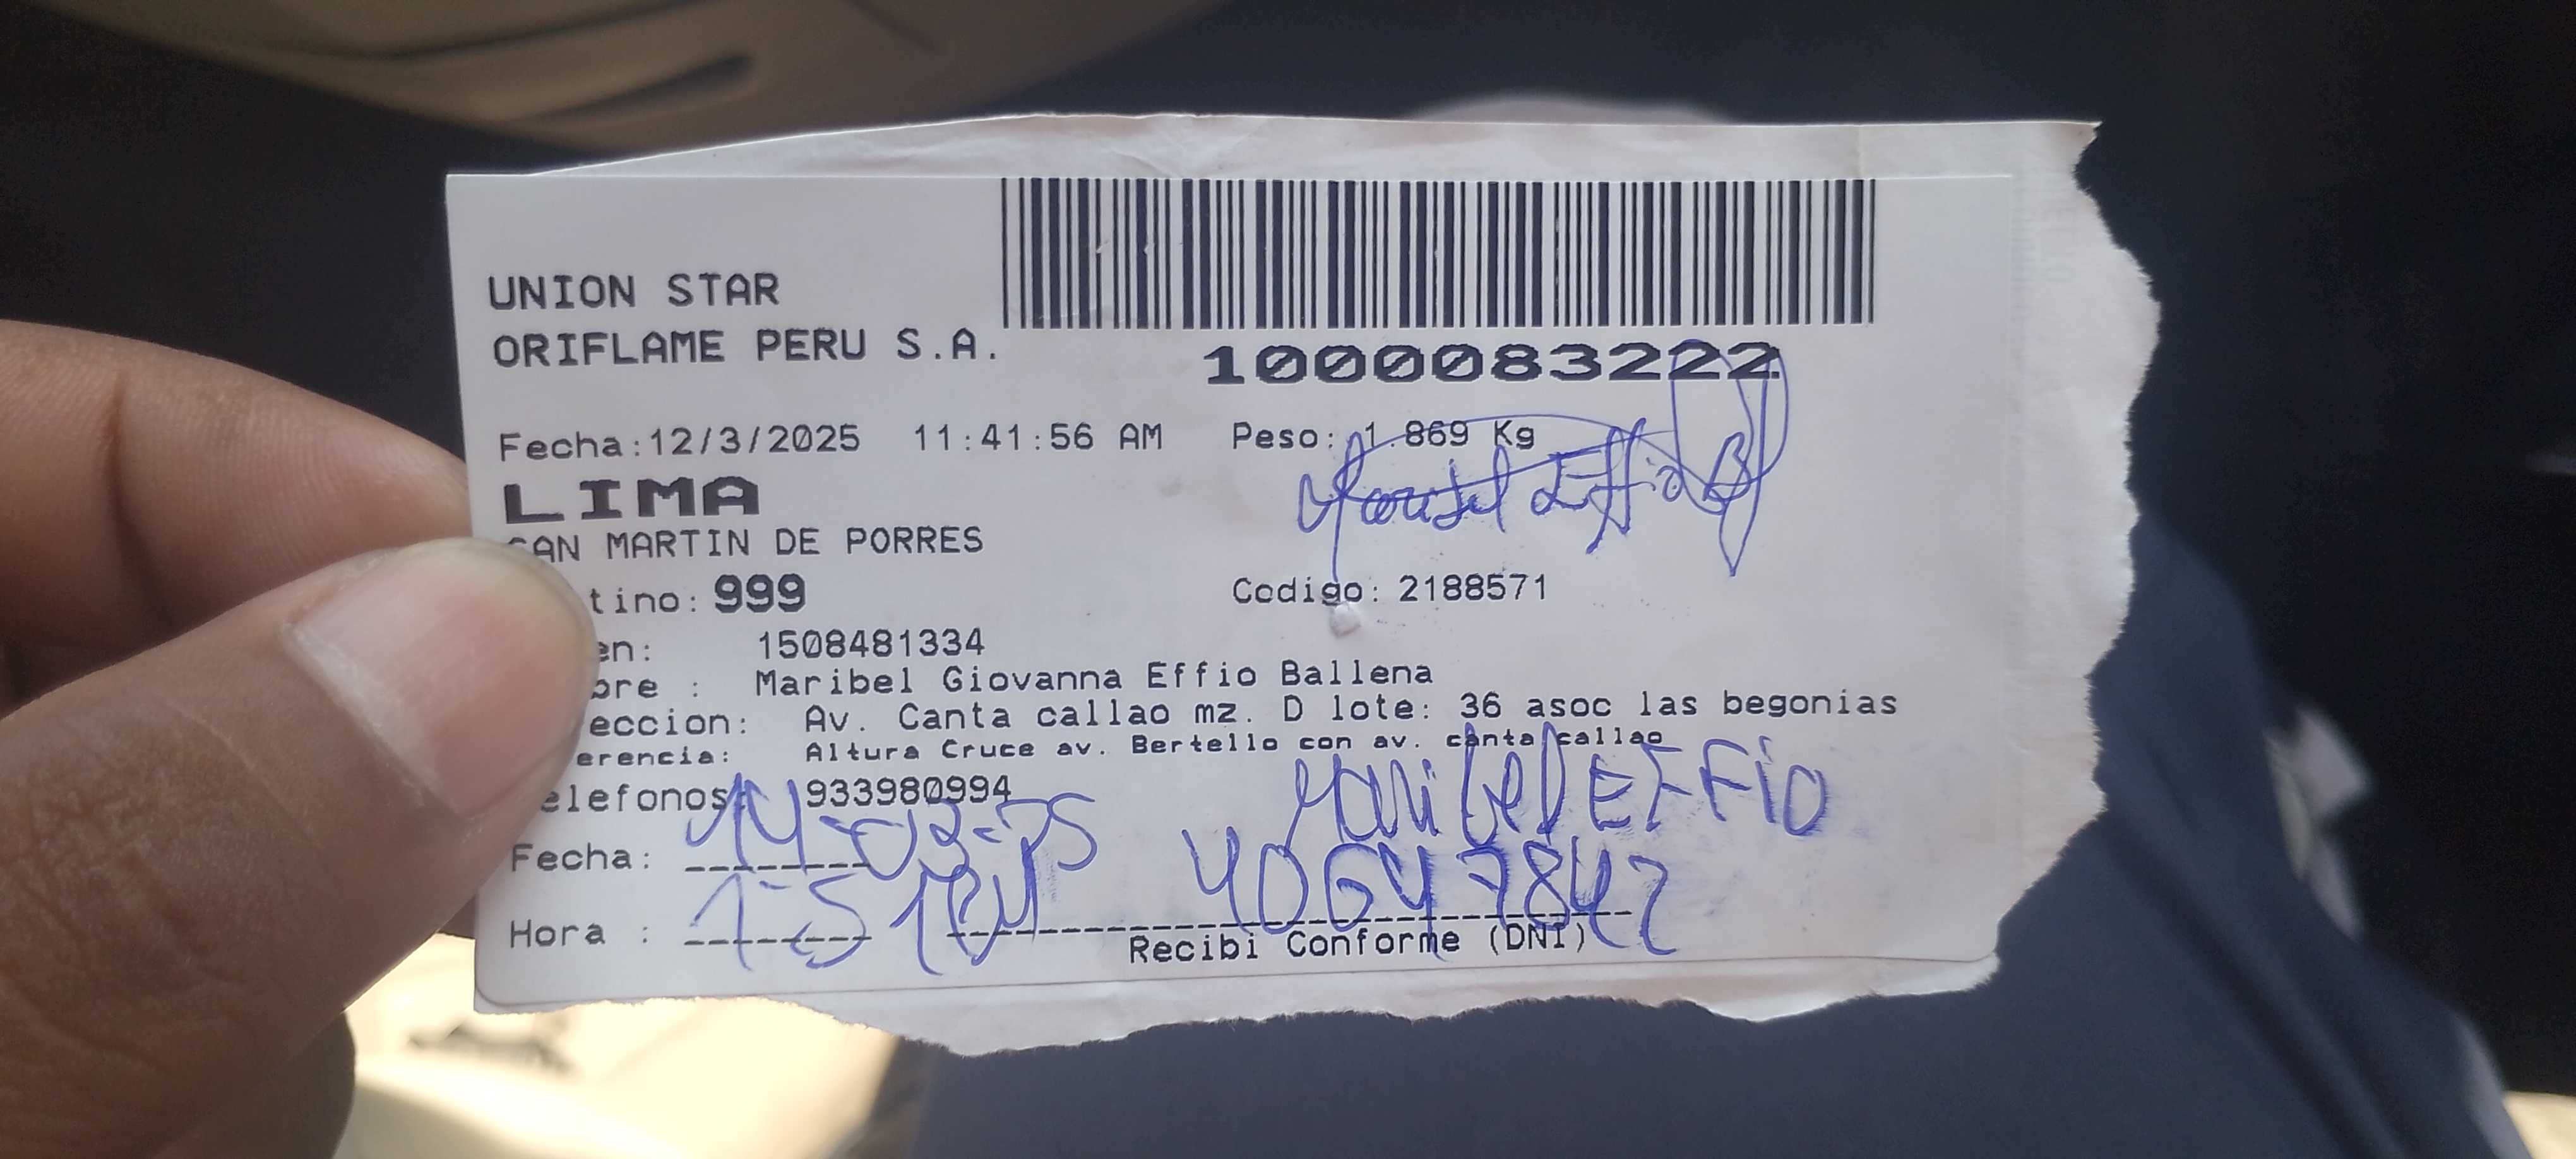 UNION STAR
ORIFLAME PERU S.A.
1000083222
Fecha:12/3/2025 11:41:56 AM Peso: 1.869 Kg
LIMA
SAN MARTIN DE PORRES
tino: 999 Codigo: 2188571
en: 1508481334
bre : Maribel Giovanna Effio Ballena
eccion: Av. Canta callao mz. D lote: 36 asoc las begonias
erencia: Altura Cruce av. Bertello con av. canta callao
elefonos: 933980994
Maribel EFFio
Fecha: 14-03-25
40647842
Hora :
Recibi Conforme (DNI)